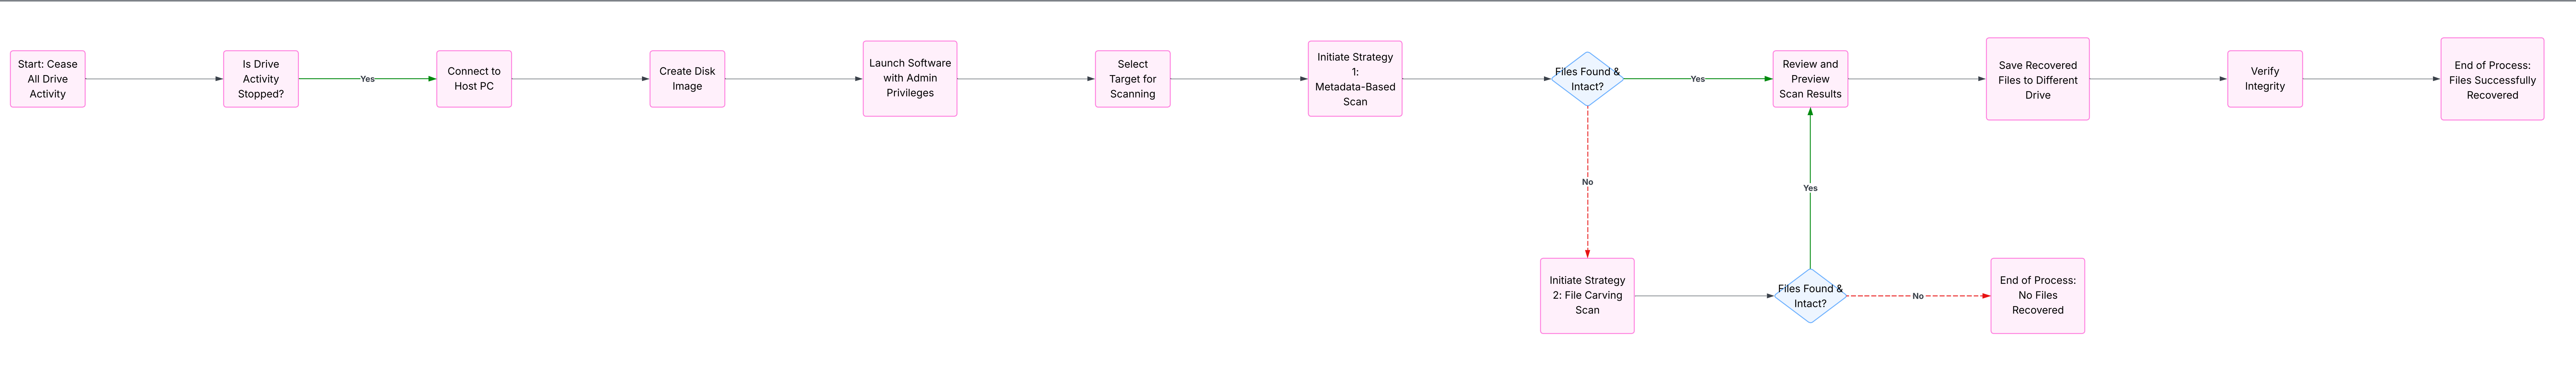 Start: Cease
All Drive
Activity
Is Drive
Activity
Stopped?
Yes
Connect to
Host PC
Create Disk
Image
Launch Software
with Admin
Privileges
Select
Target for
Scanning
Initiate Strategy
1:
Metadata-Based
Scan
Files Found &
Intact?
Yes
Review and
Preview
Scan Results
Save Recovered
Files to Different
Drive
Verify
Integrity
End of Process:
Files Successfully
Recovered
No
Yes
Initiate Strategy
2: File Carving
Scan
Files Found &
Intact?
No
End of Process:
No Files
Recovered